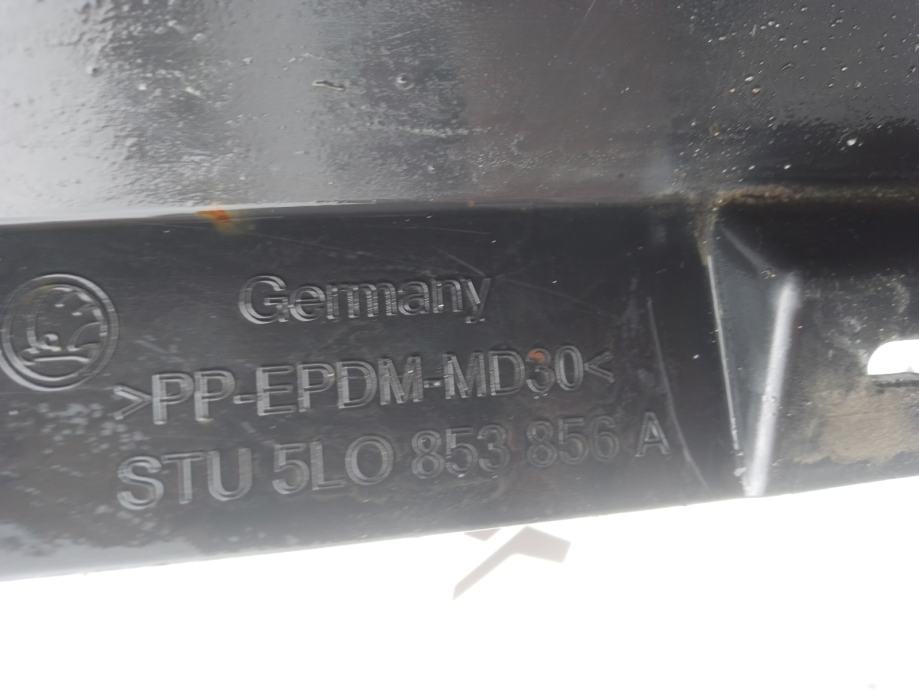 Germany
>PP-EPDM-MD30<
STU 5L0 853 856 A